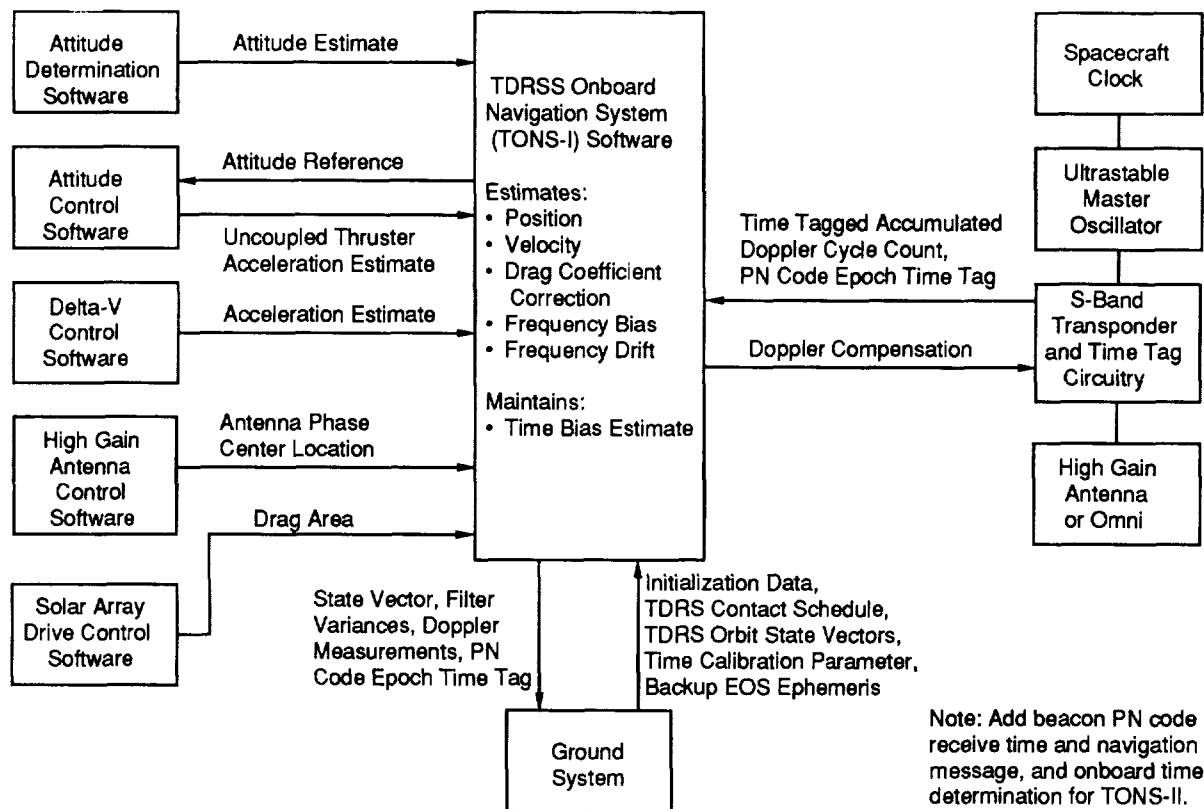 Attitude
Determination
Software
Attitude Estimate
Attitude
Control
Software
Attitude Reference
Uncoupled Thruster
Acceleration Estimate
Delta-V
Control
Software
Acceleration Estimate
High Gain
Antenna
Control
Software
Antenna Phase
Center Location
Solar Array
Drive Control
Software
Drag Area
TDRSS Onboard
Navigation System
(TONS-I) Software
Estimates:
• Position
• Velocity
• Drag Coefficient
Correction
• Frequency Bias
• Frequency Drift
Maintains:
• Time Bias Estimate
Time Tagged Accumulated
Doppler Cycle Count,
PN Code Epoch Time Tag
Doppler Compensation
Spacecraft
Clock
Ultrastable
Master
Oscillator
S-Band
Transponder
and Time Tag
Circuitry
High Gain
Antenna
or Omni
State Vector, Filter
Variances, Doppler
Measurements, PN
Code Epoch Time Tag
Initialization Data,
TDRS Contact Schedule,
TDRS Orbit State Vectors,
Time Calibration Parameter,
Backup EOS Ephemeris
Ground
System
Note: Add beacon PN code
receive time and navigation
message, and onboard time
determination for TONS-II.